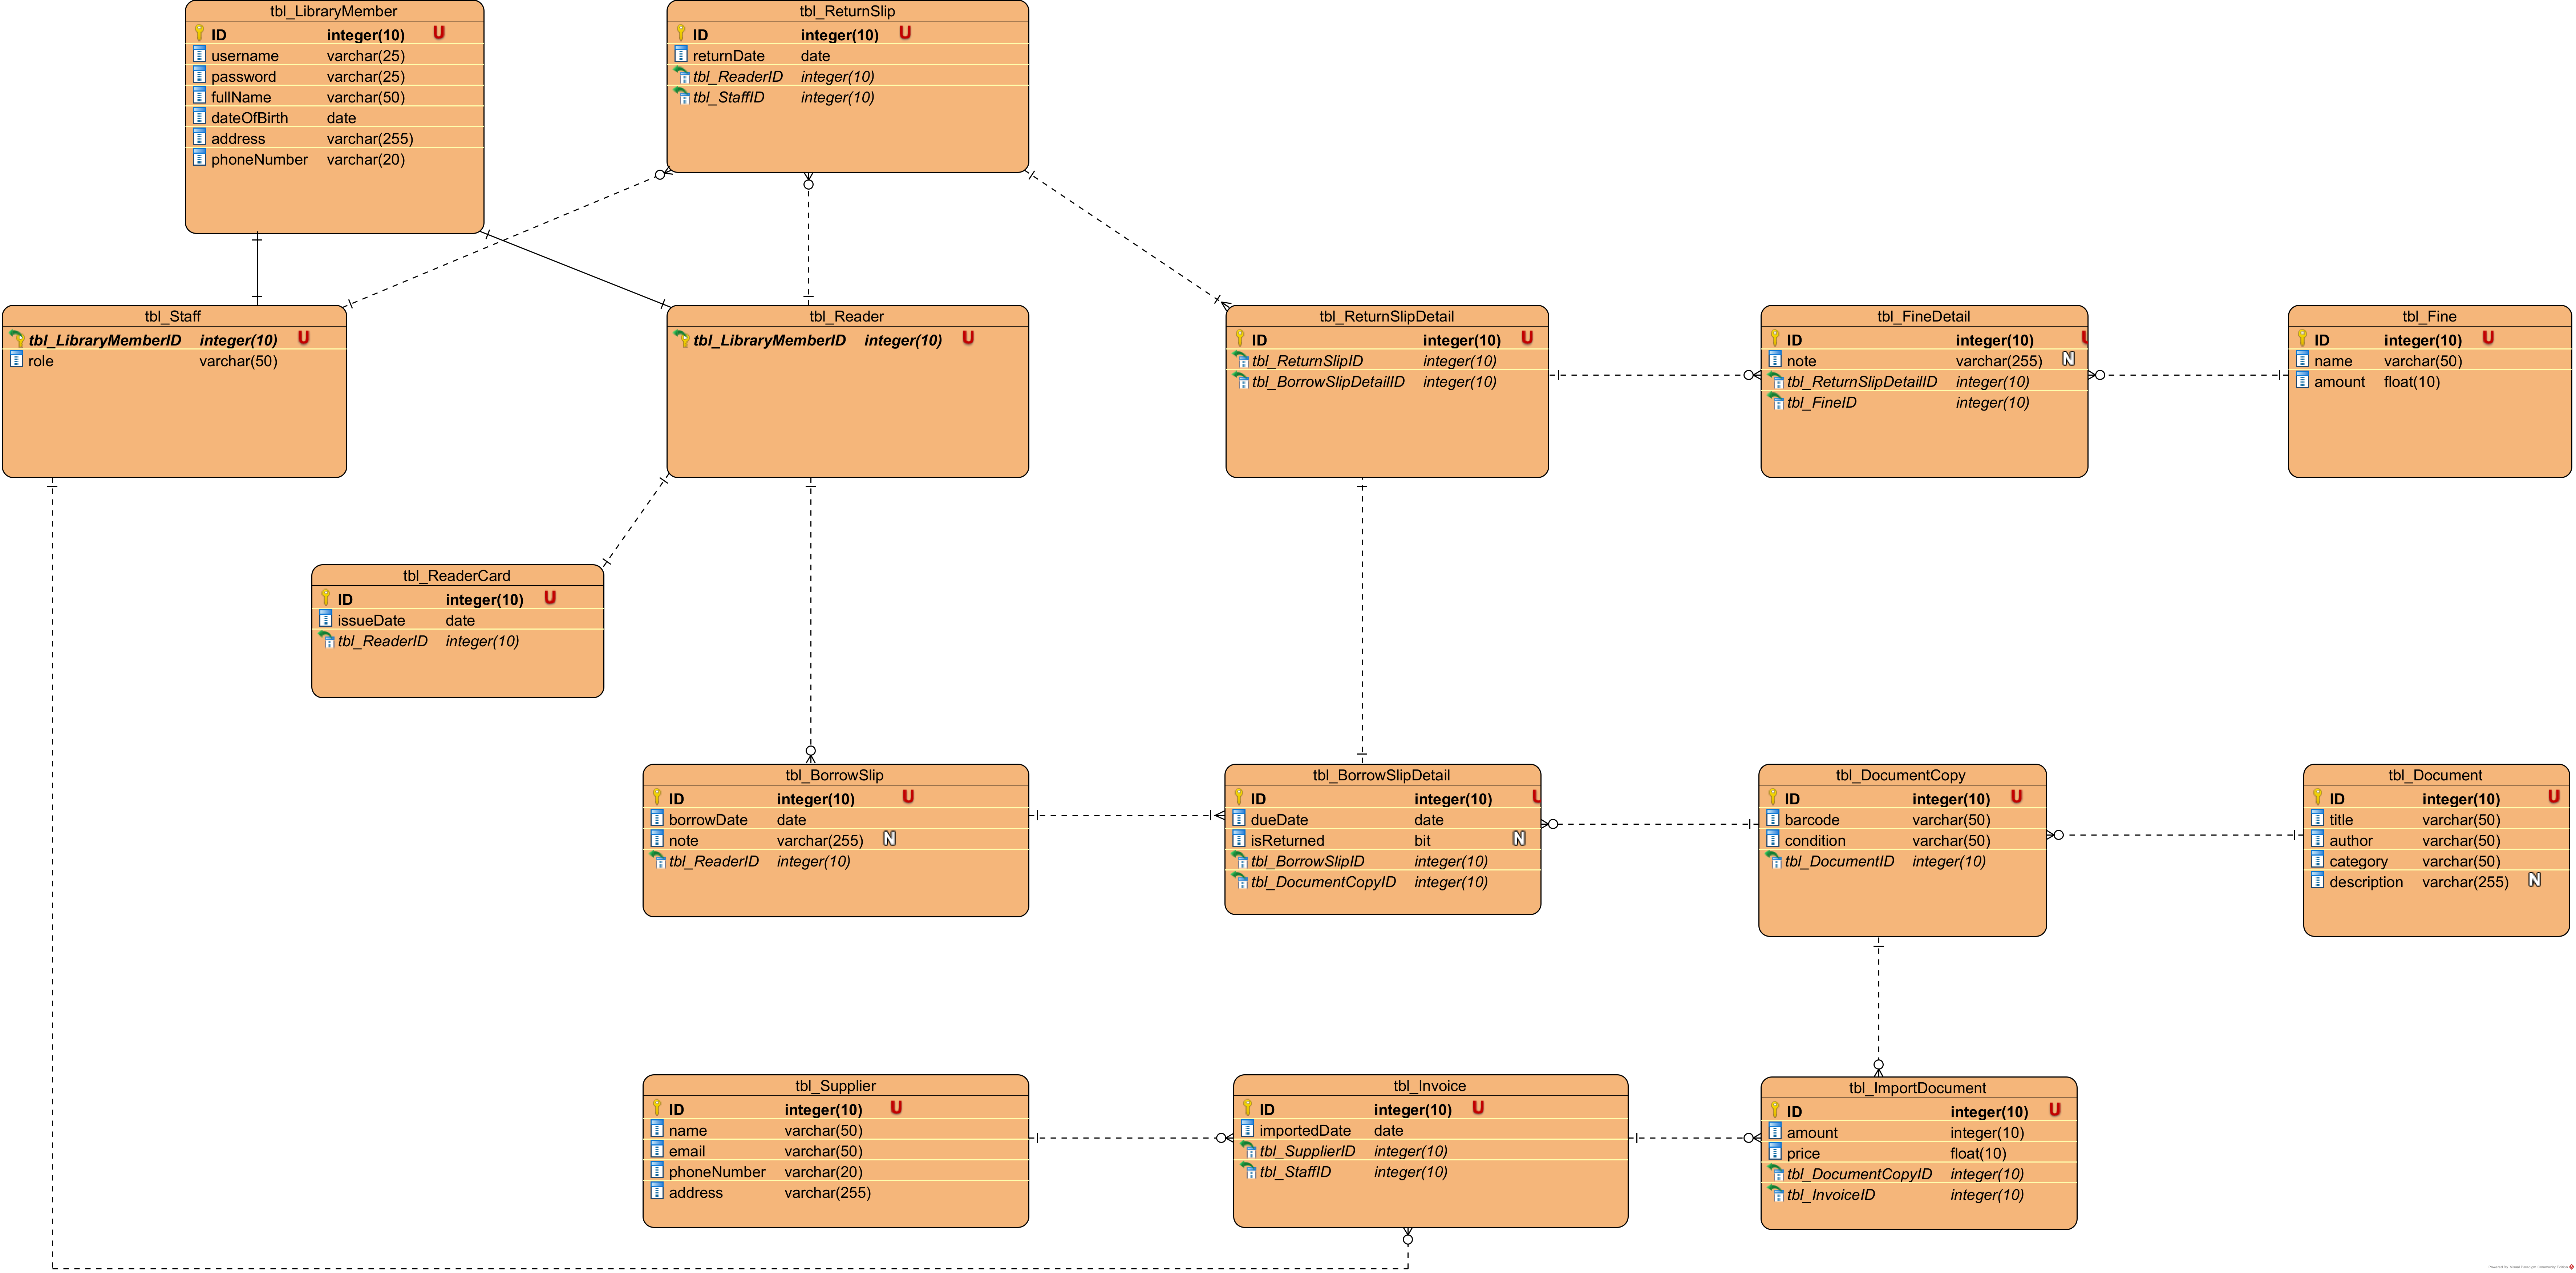 tbl_LibraryMember
ID integer(10) U
username varchar(25)
password varchar(25)
fullName varchar(50)
dateOfBirth date
address varchar(255)
phoneNumber varchar(20)
tbl_ReturnSlip
ID integer(10) U
returnDate date
tbl_ReaderID integer(10)
tbl_StaffID integer(10)
tbl_Staff
tbl_LibraryMemberID integer(10) U
role varchar(50)
tbl_Reader
tbl_LibraryMemberID integer(10) U
tbl_ReturnSlipDetail
ID integer(10) U
tbl_ReturnSlipID integer(10)
tbl_BorrowSlipDetailID integer(10)
tbl_FineDetail
ID integer(10) U
note varchar(255) N
tbl_ReturnSlipDetailID integer(10)
tbl_FineID integer(10)
tbl_Fine
ID integer(10) U
name varchar(50)
amount float(10)
tbl_ReaderCard
ID integer(10) U
issueDate date
tbl_ReaderID integer(10)
tbl_BorrowSlip
ID integer(10) U
borrowDate date
note varchar(255) N
tbl_ReaderID integer(10)
tbl_BorrowSlipDetail
ID integer(10) U
dueDate date
isReturned bit N
tbl_BorrowSlipID integer(10)
tbl_DocumentCopyID integer(10)
tbl_DocumentCopy
ID integer(10) U
barcode varchar(50)
condition varchar(50)
tbl_DocumentID integer(10)
tbl_Document
ID integer(10) U
title varchar(50)
author varchar(50)
category varchar(50)
description varchar(255) N
tbl_Supplier
ID integer(10) U
name varchar(50)
email varchar(50)
phoneNumber varchar(20)
address varchar(255)
tbl_Invoice
ID integer(10) U
importedDate date
tbl_SupplierID integer(10)
tbl_StaffID integer(10)
tbl_ImportDocument
ID integer(10) U
amount integer(10)
price float(10)
tbl_DocumentCopyID integer(10)
tbl_InvoiceID integer(10)
Powered By Visual Paradigm Community Edition